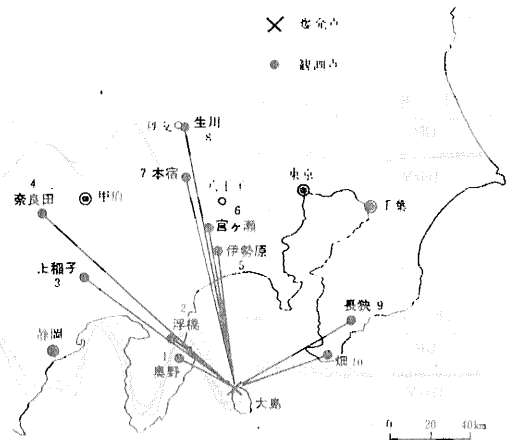 爆発点
観測点
生川
8
秩父
7 本宿
八王子
東京
4
奈良田
甲府
6
宮ヶ瀬
千葉
伊勢原
5
上稲子
3
長狭 9
2
浮橋
静岡
1
奥野
畑 10
大島
0 20 40km